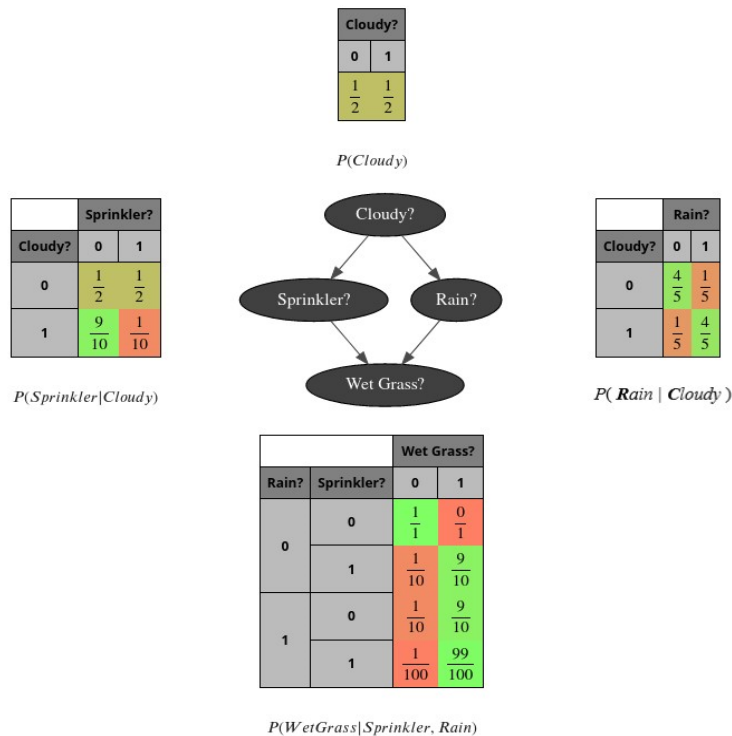 Cloudy?
0 1
1/2 1/2
P(Cloudy)
Sprinkler?
Cloudy? 0 1
0 1/2 1/2
1 9/10 1/10
P(Sprinkler|Cloudy)
Cloudy?
Sprinkler? Rain?
Wet Grass?
Rain?
Cloudy? 0 1
0 4/5 1/5
1 1/5 4/5
P( Rain | Cloudy )
Wet Grass?
Rain? Sprinkler? 0 1
0 0 1/1 0/1
1 1/10 9/10
1 0 1/10 9/10
1 1/100 99/100
P(WetGrass|Sprinkler, Rain)